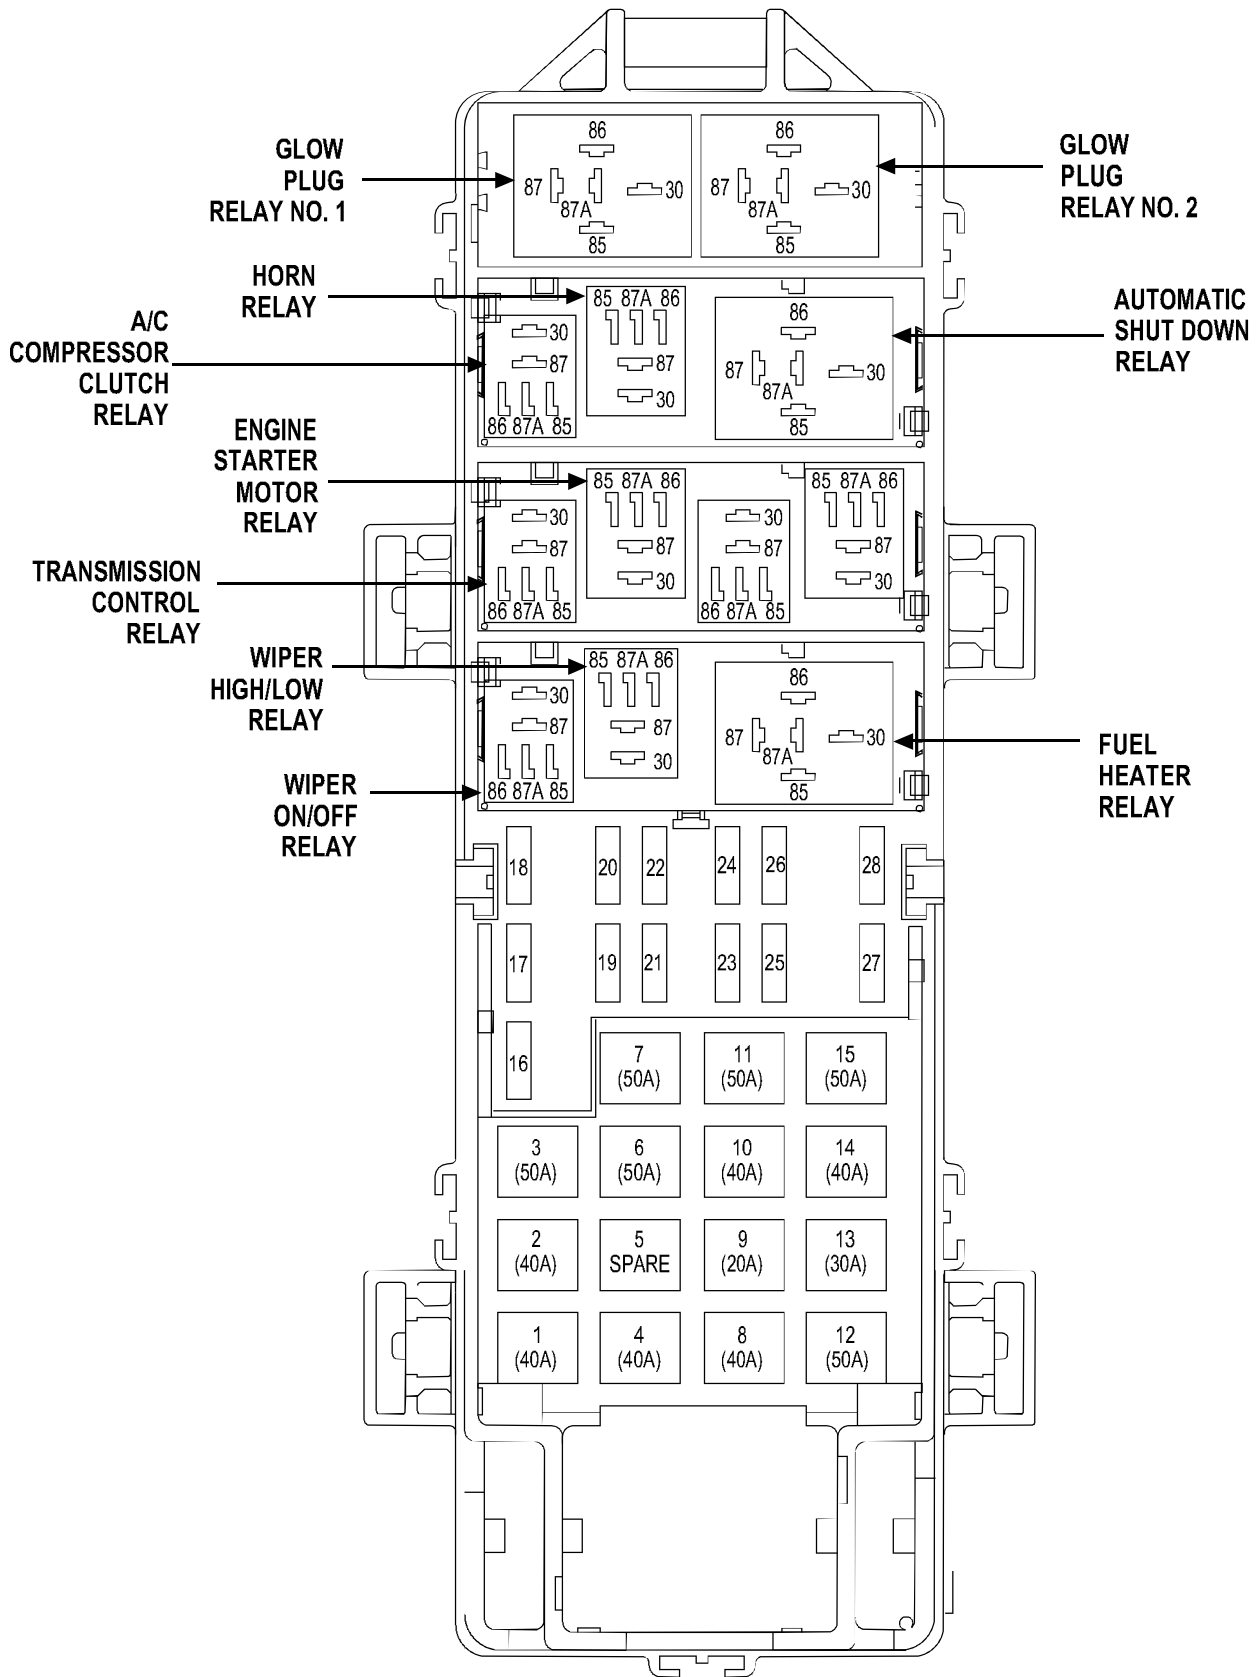 GLOW
PLUG
RELAY NO. 1
86
87
87A
30
85
86
87
87A
30
85
GLOW
PLUG
RELAY NO. 2
HORN
RELAY
A/C
COMPRESSOR
CLUTCH
RELAY
30
87
86 87A 85
85 87A 86
87
30
86
87
87A
30
85
AUTOMATIC
SHUT DOWN
RELAY
ENGINE
STARTER
MOTOR
RELAY
TRANSMISSION
CONTROL
RELAY
30
87
86 87A 85
85 87A 86
87
30
30
87
86 87A 85
85 87A 86
87
30
WIPER
HIGH/LOW
RELAY
WIPER
ON/OFF
RELAY
30
87
86 87A 85
85 87A 86
87
30
86
87
87A
30
85
FUEL
HEATER
RELAY
18 20 22 24 26 28
17 19 21 23 25 27
16
7
(50A)
11
(50A)
15
(50A)
3
(50A)
6
(50A)
10
(40A)
14
(40A)
2
(40A)
5
SPARE
9
(20A)
13
(30A)
1
(40A)
4
(40A)
8
(40A)
12
(50A)